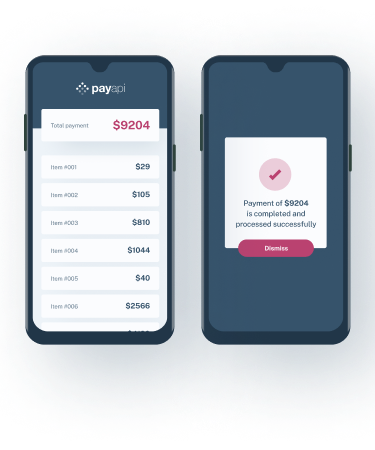 payapi
Total payment $9204
Item #001 $29
Item #002 $105
Item #003 $810
Item #004 $1044
Item #005 $40
Item #006 $2566
Payment of $9204
is completed and
processed successfully
Dismiss